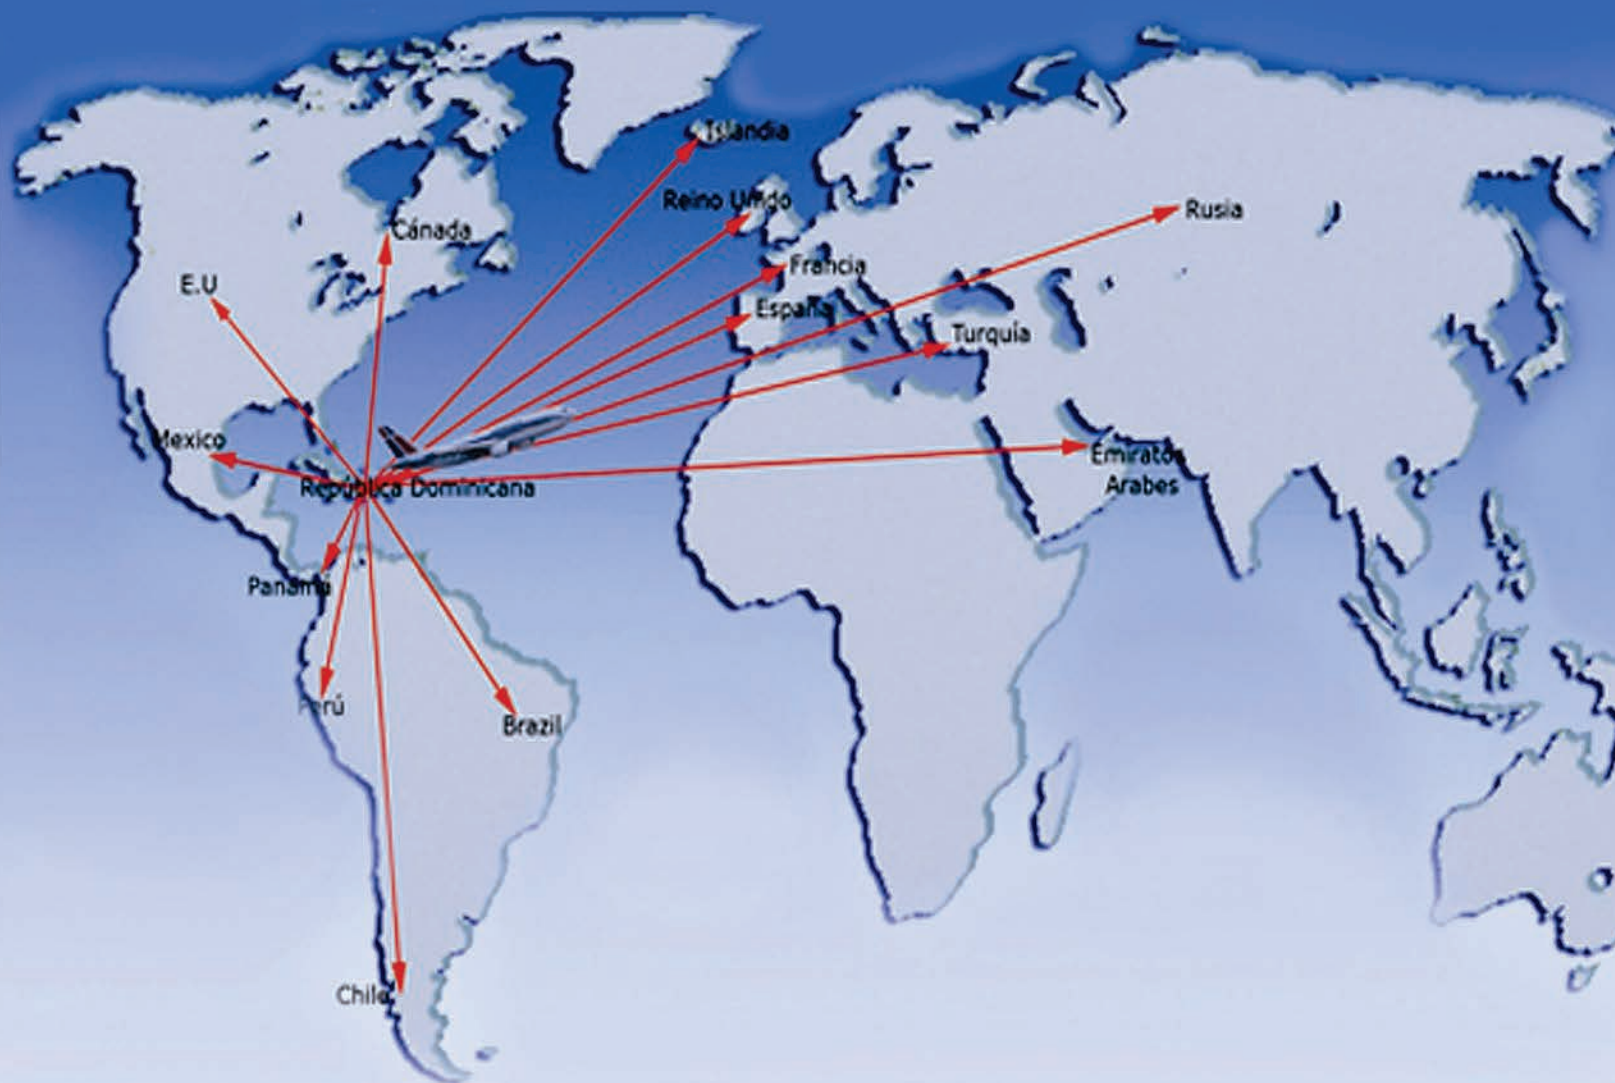 Islandia
Reino Unido
Cánada
Rusia
Francia
E.U
España
Turquía
Mexico
Emiratos
Arabes
República Dominicana
Panamá
Perú
Brazil
Chile